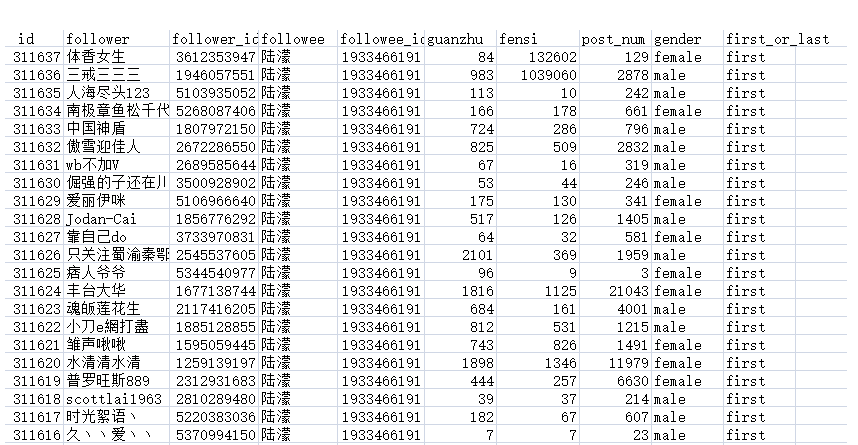 id follower follower_id followee followee_id guanzhu fensi post_num gender first_or_last
311637 体香女生 3612353947 陆濛 1933466191 84 132602 129 female first
311636 三戒三三三 1946057551 陆濛 1933466191 983 1039060 2878 male first
311635 人海尽头123 5103935052 陆濛 1933466191 113 10 242 male first
311634 南极章鱼松千代 5268087406 陆濛 1933466191 166 178 661 female first
311633 中国神盾 1807972150 陆濛 1933466191 724 286 796 male first
311632 傲雪迎佳人 2672286550 陆濛 1933466191 825 509 2832 male first
311631 wb不加V 2689585644 陆濛 1933466191 67 16 319 male first
311630 倔强的子还在 3500928902 陆濛 1933466191 53 44 246 male first
311629 爱丽伊咪 5106966640 陆濛 1933466191 175 130 341 female first
311628 Jodan-Cai 1856776292 陆濛 1933466191 517 126 1405 male first
311627 靠自己do 3733970831 陆濛 1933466191 64 32 581 female first
311626 只关注蜀渝秦鄂 2545537605 陆濛 1933466191 2101 369 1959 male first
311625 痞人爷爷 5344540977 陆濛 1933466191 96 9 3 female first
311624 丰台大华 1677138744 陆濛 1933466191 1816 1125 21043 female first
311623 魂皈莲花生 2117416205 陆濛 1933466191 684 161 4001 male first
311622 小刀e網打盡 1885128855 陆濛 1933466191 812 531 1215 male first
311621 雏声啾啾 1595059445 陆濛 1933466191 743 826 1491 female first
311620 水清清水清 1259139197 陆濛 1933466191 1898 1346 11979 female first
311619 普罗旺斯889 2312931683 陆濛 1933466191 444 257 6630 female first
311618 scottlai1963 2810289480 陆濛 1933466191 39 37 214 male first
311617 时光絮语丶 5220383036 陆濛 1933466191 182 67 607 male first
311616 久丶丶爱丶丶 5370994150 陆濛 1933466191 7 7 23 male first